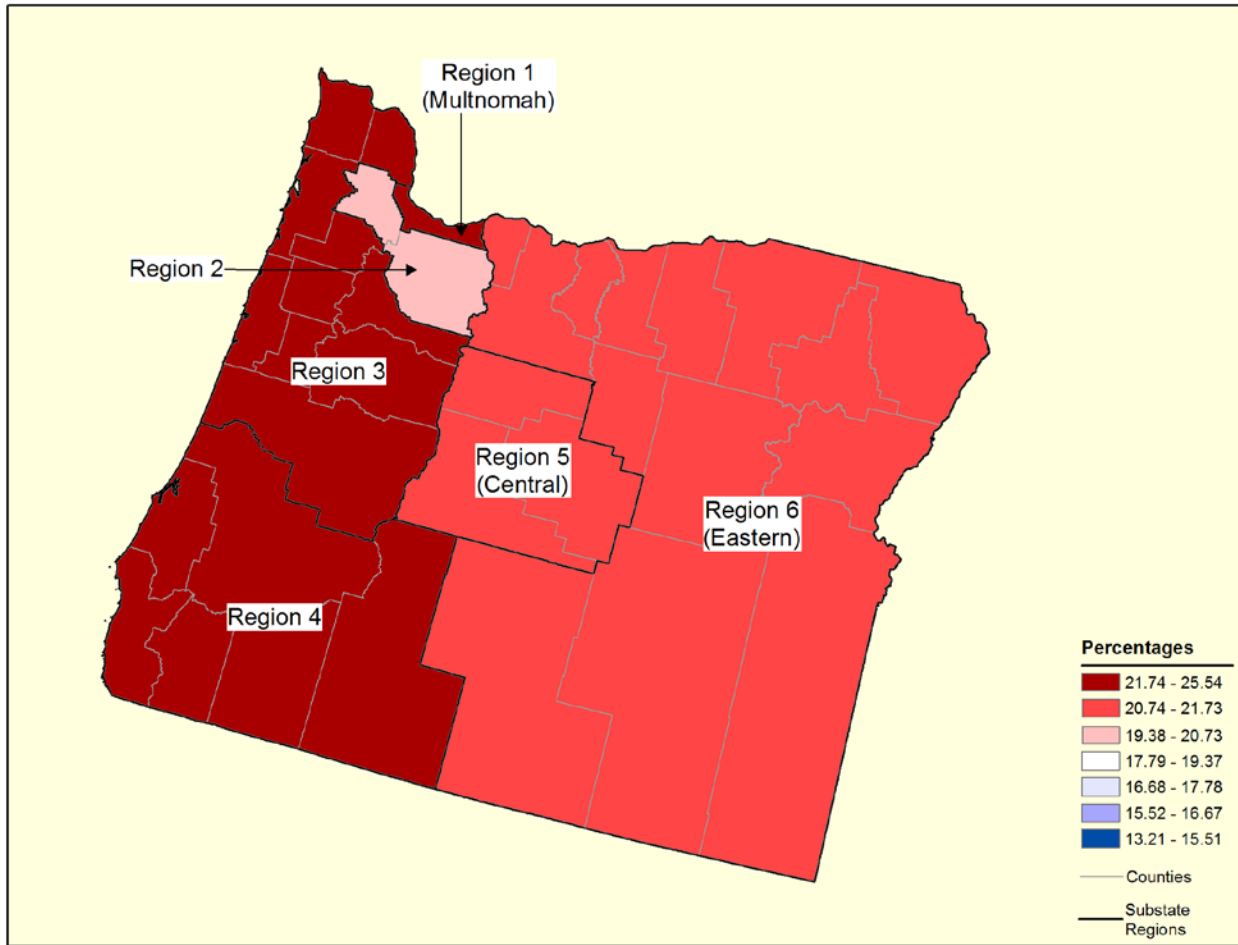 Region 1
(Multnomah)
Region 2
Region 3
Region 5
(Central)
Region 6
(Eastern)
Region 4
Percentages
21.74 - 25.54
20.74 - 21.73
19.38 - 20.73
17.79 - 19.37
16.68 - 17.78
15.52 - 16.67
13.21 - 15.51
Counties
Substate
Regions